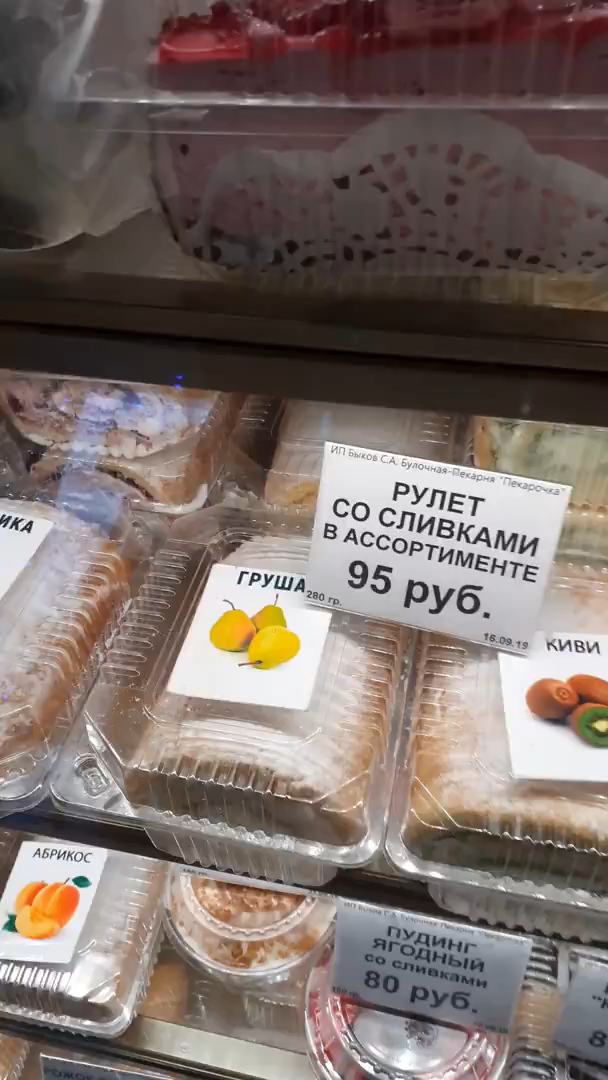 ИП Быков С.А. Булочная-Пекарня "Пекарочка"
РУЛЕТ
СО СЛИВКАМИ
В АССОРТИМЕНТЕ
95 руб.
280 гр.
16.09.19
ИКА
ГРУША
КИВИ
АБРИКОС
ПУДИНГ
ЯГОДНЫЙ
со сливками
80 руб.
8